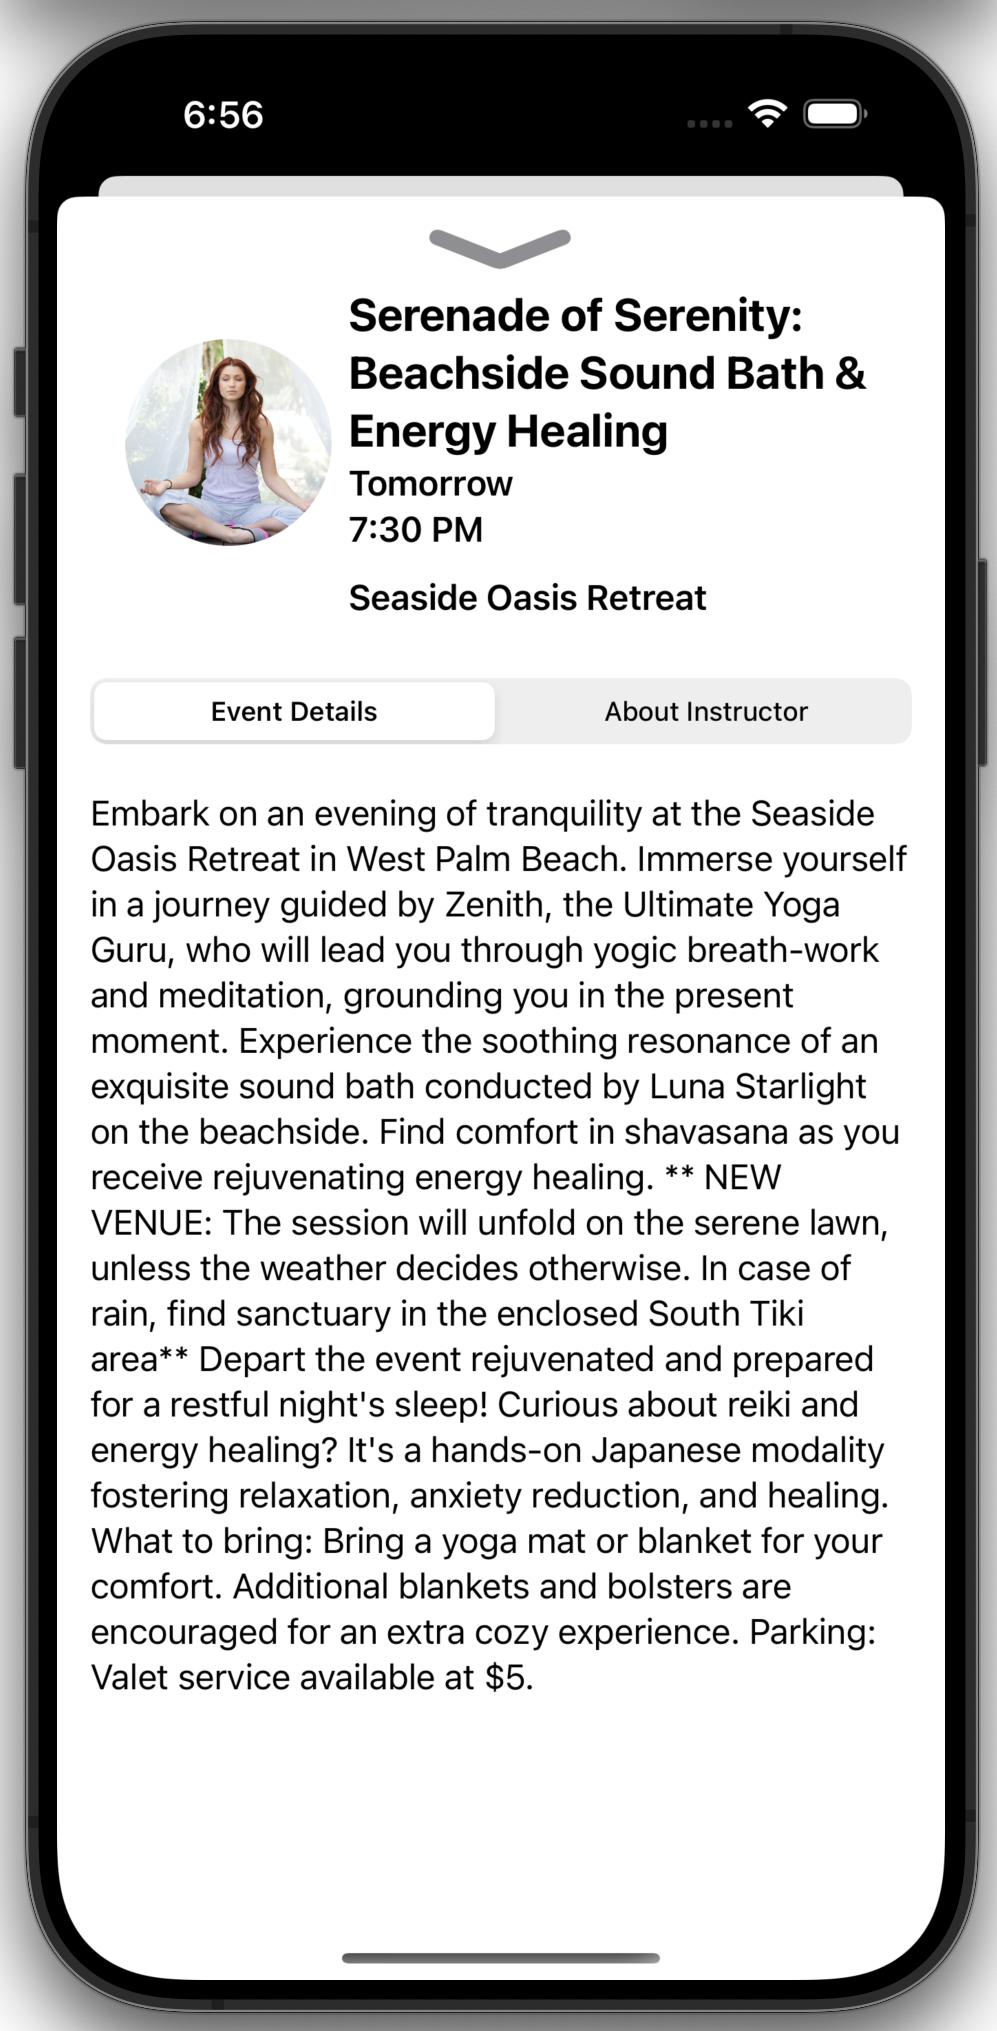 6:56
Serenade of Serenity:
Beachside Sound Bath &
Energy Healing
Tomorrow
7:30 PM
Seaside Oasis Retreat
Event Details
About Instructor
Embark on an evening of tranquility at the Seaside
Oasis Retreat in West Palm Beach. Immerse yourself
in a journey guided by Zenith, the Ultimate Yoga
Guru, who will lead you through yogic breath-work
and meditation, grounding you in the present
moment. Experience the soothing resonance of an
exquisite sound bath conducted by Luna Starlight
on the beachside. Find comfort in shavasana as you
receive rejuvenating energy healing. ** NEW
VENUE: The session will unfold on the serene lawn,
unless the weather decides otherwise. In case of
rain, find sanctuary in the enclosed South Tiki
area** Depart the event rejuvenated and prepared
for a restful night's sleep! Curious about reiki and
energy healing? It's a hands-on Japanese modality
fostering relaxation, anxiety reduction, and healing.
What to bring: Bring a yoga mat or blanket for your
comfort. Additional blankets and bolsters are
encouraged for an extra cozy experience. Parking:
Valet service available at $5.